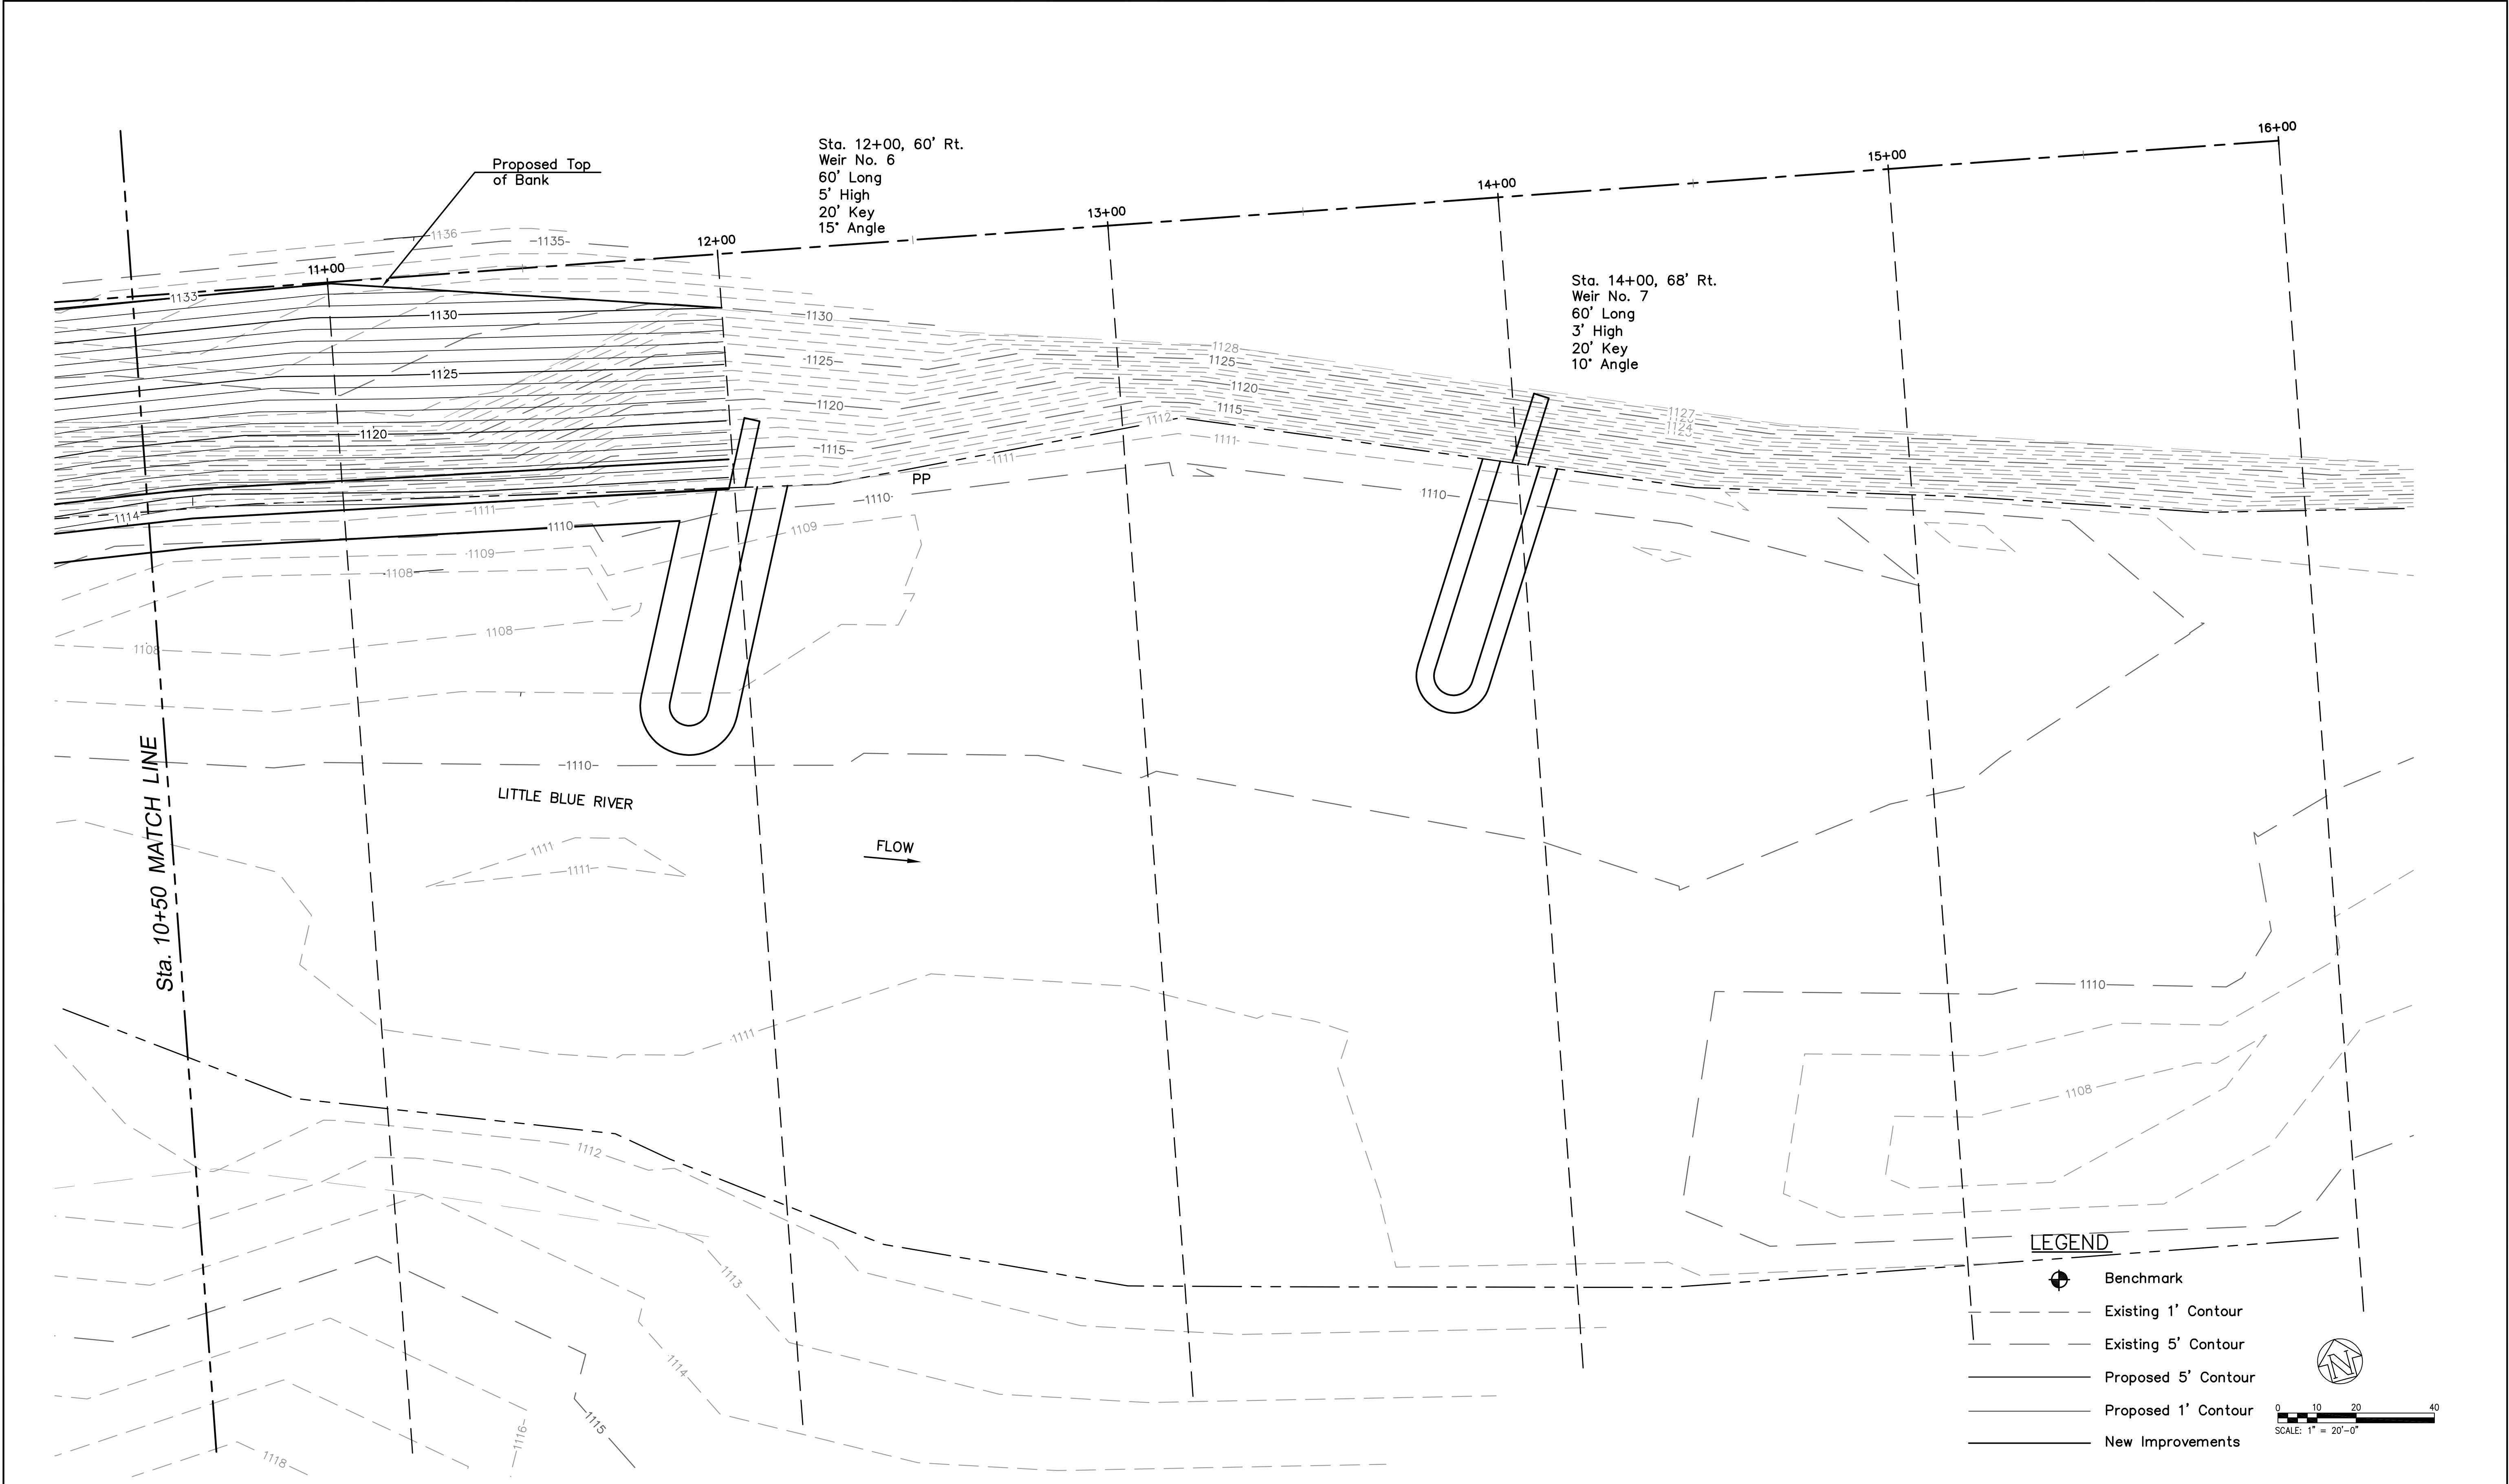 16+00
15+00
14+00
13+00
12+00
11+00
Sta. 12+00, 60' Rt.
Weir No. 6
60' Long
5' High
20' Key
15° Angle
Proposed Top
of Bank
Sta. 14+00, 68' Rt.
Weir No. 7
60' Long
3' High
20' Key
10° Angle
1136
1135
1133
1130
1130
1128
1125
1125
1125
1120
1120
1120
1115
1115
1112
1111
1111
1127
1124
PP
1114
1111
1110
1110
1110
1109
1109
1108
1108
1108
1110
LITTLE BLUE RIVER
FLOW
1111
1111
Sta. 10+50 MATCH LINE
1111
1110
1108
1112
1113
1114
1115
1116
1118
LEGEND
Benchmark
Existing 1' Contour
Existing 5' Contour
Proposed 5' Contour
Proposed 1' Contour
New Improvements
N
0 10 20 40
SCALE: 1" = 20'-0"